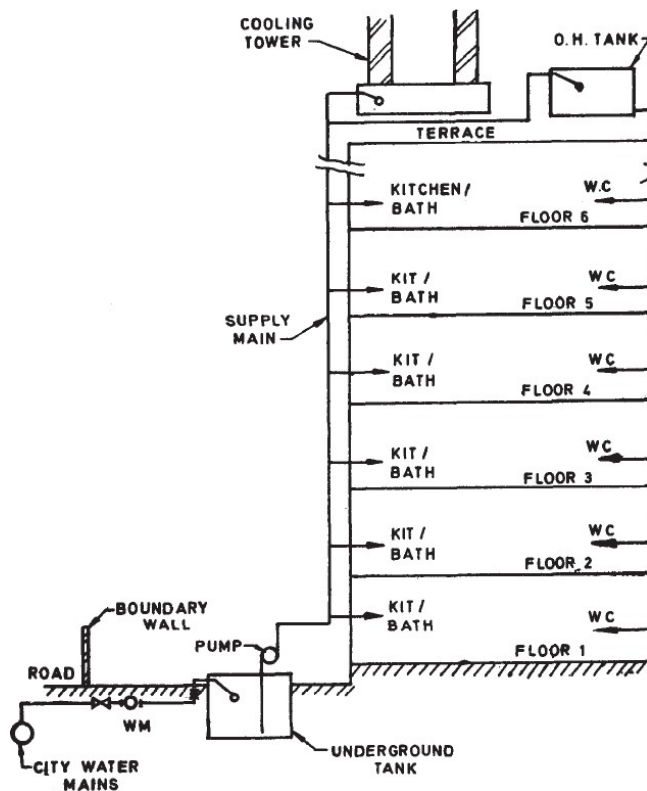 COOLING
TOWER
O.H. TANK
TERRACE
KITCHEN/
BATH
W.C
FLOOR 6
KIT/
BATH
WC
FLOOR 5
SUPPLY
MAIN
KIT/
BATH
WC
FLOOR 4
KIT/
BATH
WC
FLOOR 3
KIT/
BATH
WC
FLOOR 2
BOUNDARY
WALL
KIT/
BATH
WC
PUMP
FLOOR 1
ROAD
WM
UNDERGROUND
TANK
CITY WATER
MAINS